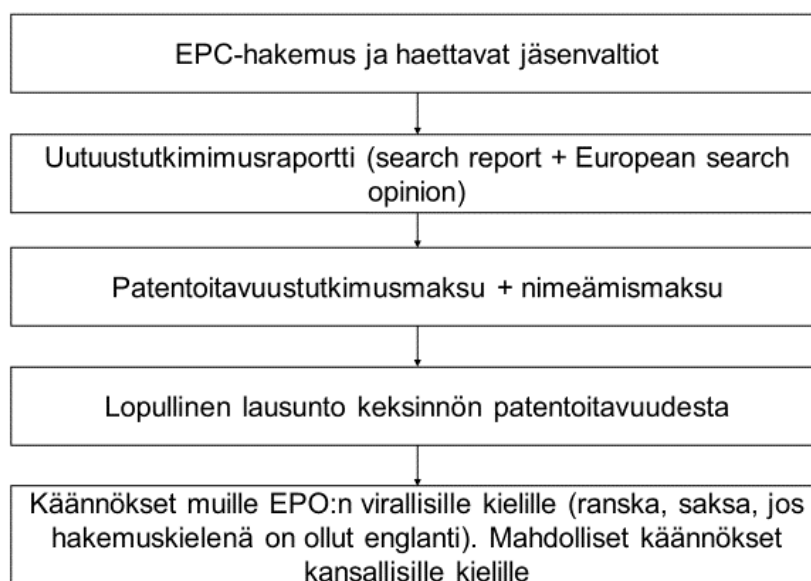 EPC-hakemus ja haettavat jäsenvaltiot
Uutuustutkimimusraportti (search report + European search
opinion)
Patentoitavuustutkimusmaksu + nimeämismaksu
Lopullinen lausunto keksinnön patentoitavuudesta
Käännökset muille EPO:n virallisille kielille (ranska, saksa, jos
hakemuskielenä on ollut englanti). Mahdolliset käännökset
kansallisille kielille